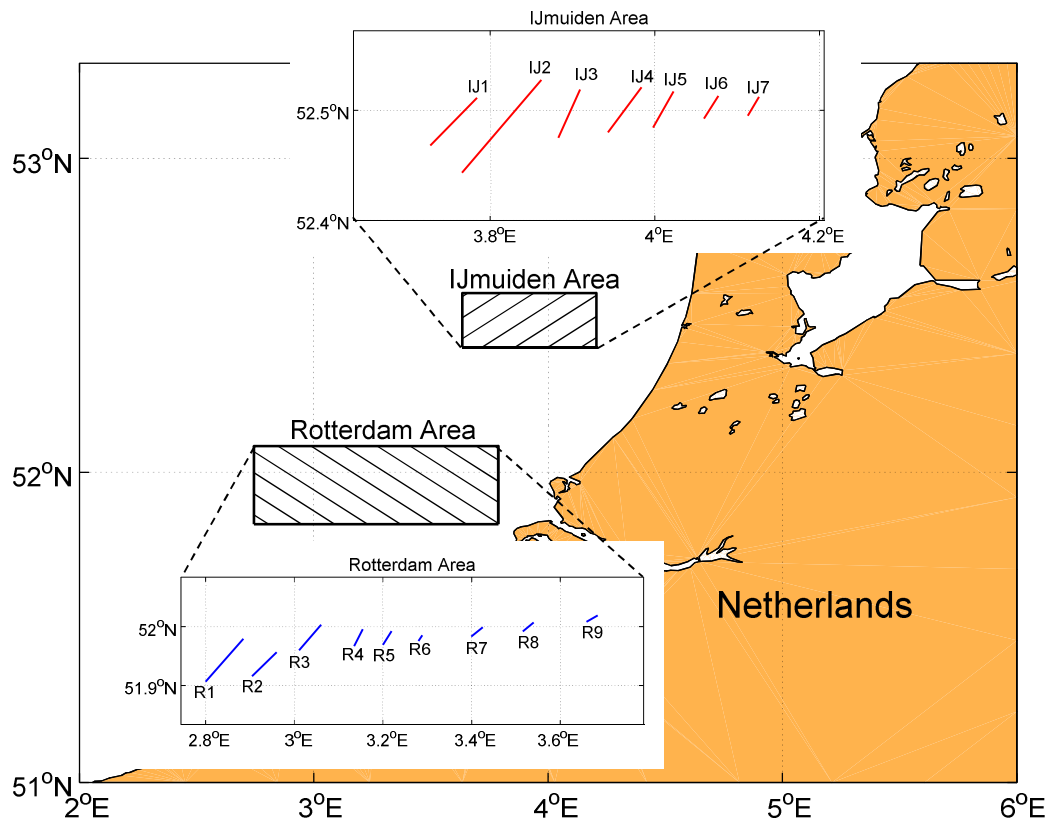 IJmuiden Area
IJ1
IJ2
IJ3
IJ4
IJ5
IJ6
IJ7
52.5°N
52.4°N
3.8°E
4°E
4.2°E
53°N
IJmuiden Area
Rotterdam Area
52°N
Rotterdam Area
52°N
51.9°N
R1
R2
R3
R4
R5
R6
R7
R8
R9
2.8°E
3°E
3.2°E
3.4°E
3.6°E
Netherlands
51°N
2°E
3°E
4°E
5°E
6°E